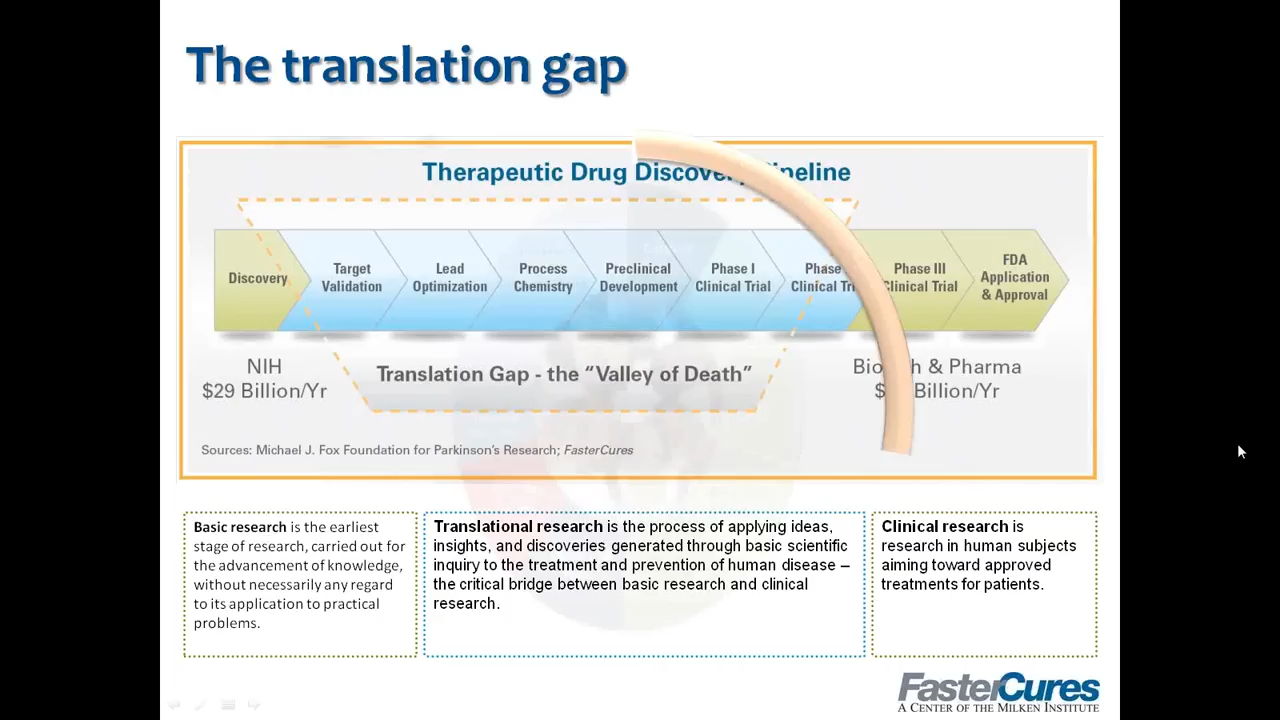 The translation gap
Therapeutic Drug Discovery Pipeline
Discovery
Target
Validation
Lead
Optimization
Process
Chemistry
Preclinical
Development
Phase I
Clinical Trial
Phase
Clinical
Phase III
Clinical Trial
FDA
Application
& Approval
NIH
$29 Billion/Yr
Translation Gap - the “Valley of Death”
Biotech & Pharma
Billion/Yr
Sources: Michael J. Fox Foundation for Parkinson's Research; FasterCures
Basic research is the earliest
stage of research, carried out for
the advancement of knowledge,
without necessarily any regard
to its application to practical
problems.
Translational research is the process of applying ideas,
insights, and discoveries generated through basic scientific
inquiry to the treatment and prevention of human disease –
the critical bridge between basic research and clinical
research.
Clinical research is
research in human subjects
aiming toward approved
treatments for patients.
FasterCures
A CENTER OF THE MILKEN INSTITUTE